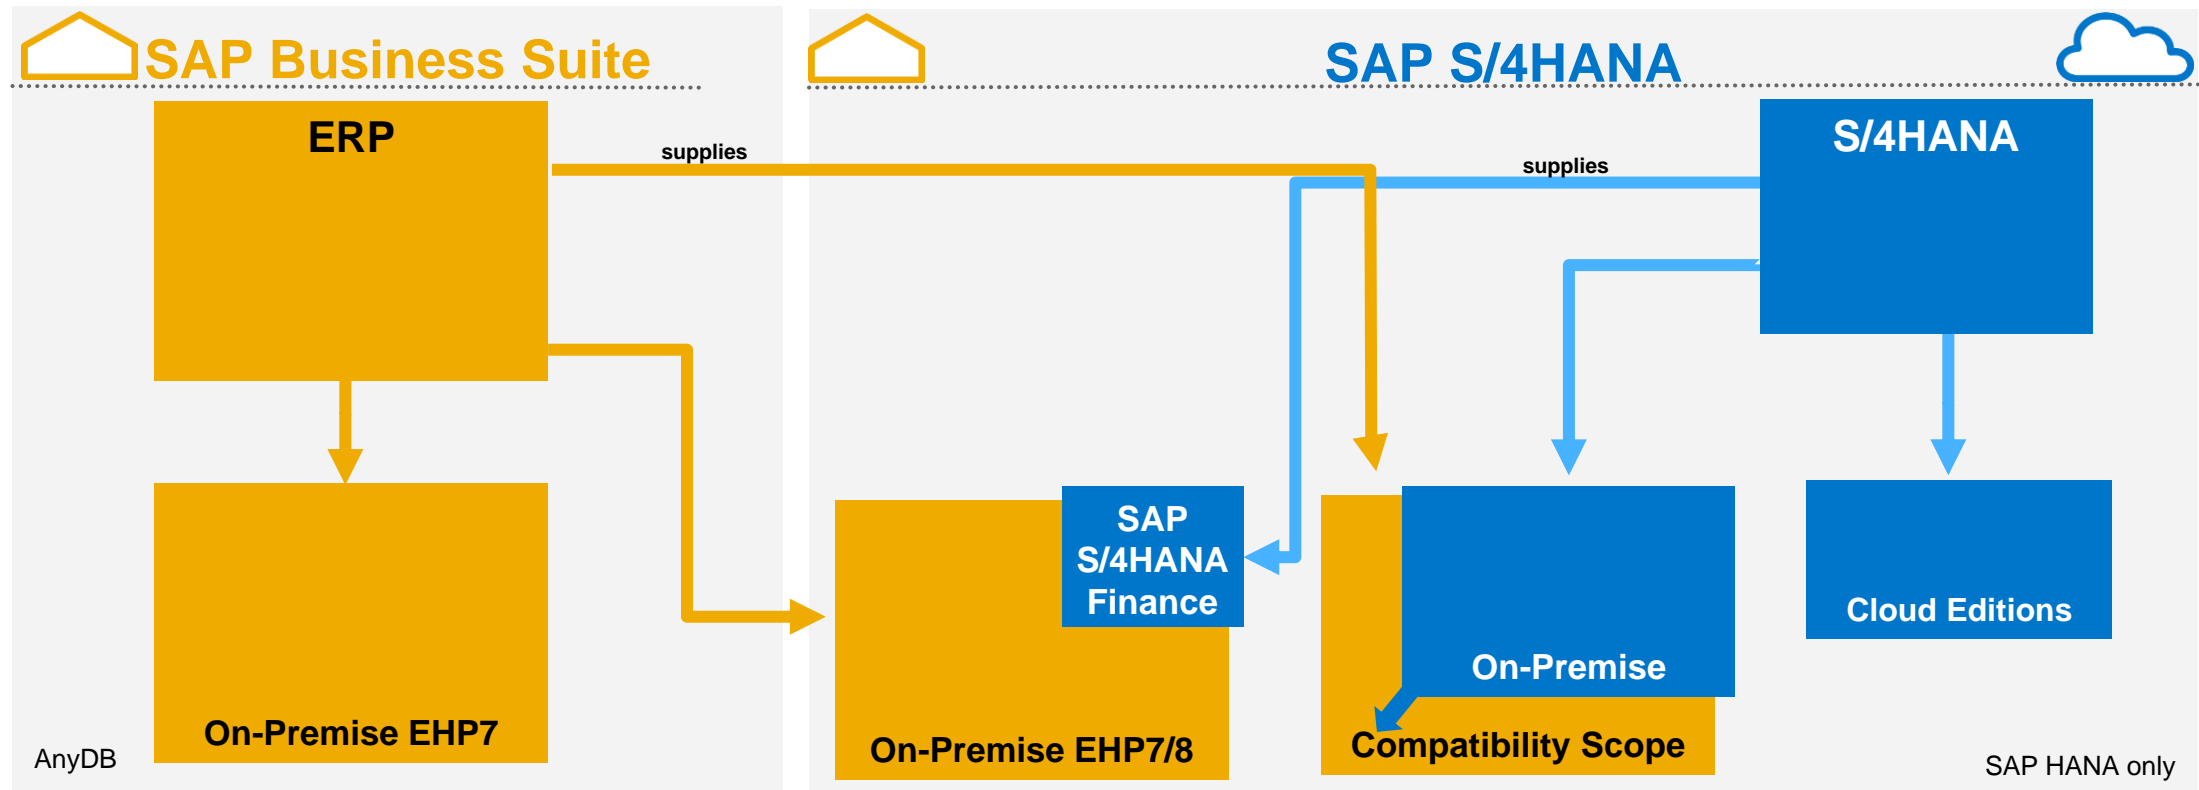 SAP Business Suite
SAP S/4HANA
ERP
supplies
supplies
S/4HANA
SAP
S/4HANA
Finance
Cloud Editions
On-Premise
On-Premise EHP7
On-Premise EHP7/8
Compatibility Scope
AnyDB
SAP HANA only